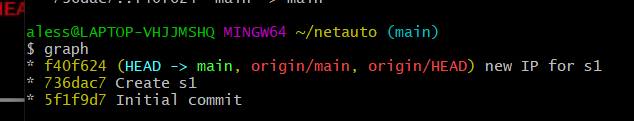 aless@LAPTOP-VHJJMSHQ MINGW64 ~/netauto (main)
$ graph
* f40f624 (HEAD -> main, origin/main, origin/HEAD) new IP for s1
* 736dac7 Create s1
* 5f1f9d7 Initial commit